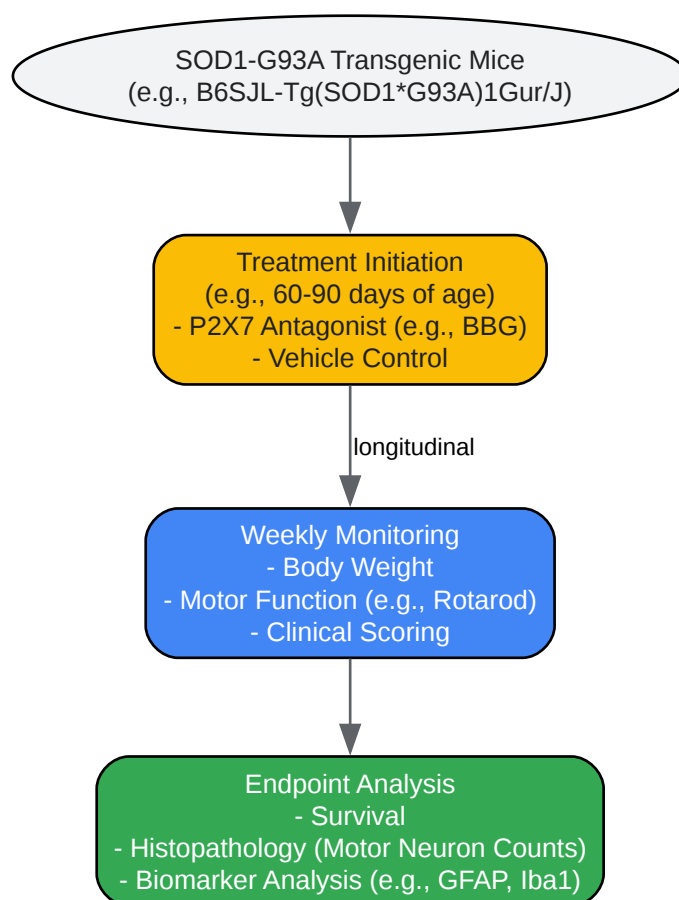 SOD1-G93A Transgenic Mice
(e.g., B6SJL-Tg(SOD1*G93A)1Gur/J)
Treatment Initiation
(e.g., 60-90 days of age)
- P2X7 Antagonist (e.g., BBG)
- Vehicle Control
longitudinal
Weekly Monitoring
- Body Weight
- Motor Function (e.g., Rotarod)
- Clinical Scoring
Endpoint Analysis
- Survival
- Histopathology (Motor Neuron Counts)
- Biomarker Analysis (e.g., GFAP, Iba1)